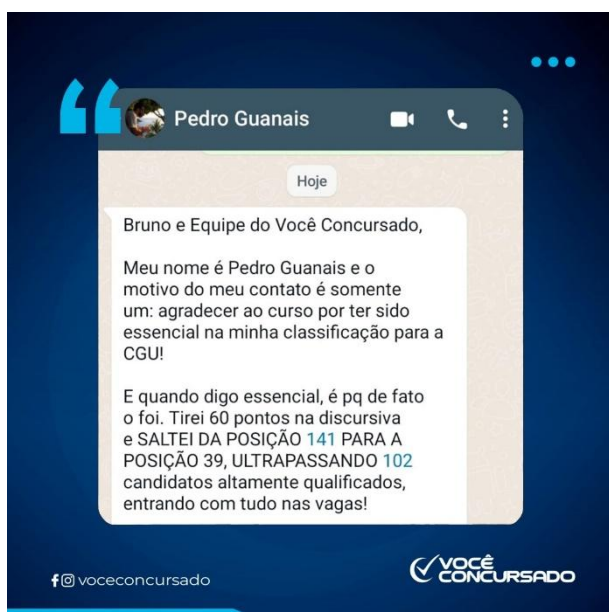 Pedro Guanais
Hoje
Bruno e Equipe do Você Concursado,
Meu nome é Pedro Guanais e o
motivo do meu contato é somente
um: agradecer ao curso por ter sido
essencial na minha classificação para a
CGU!
E quando digo essencial, é pq de fato
o foi. Tirei 60 pontos na discursiva
e SALTEI DA POSIÇÃO 141 PARA A
POSIÇÃO 39, ULTRAPASSANDO 102
candidatos altamente qualificados,
entrando com tudo nas vagas!
voceconcursado
VOCÊ
CONCURSADO